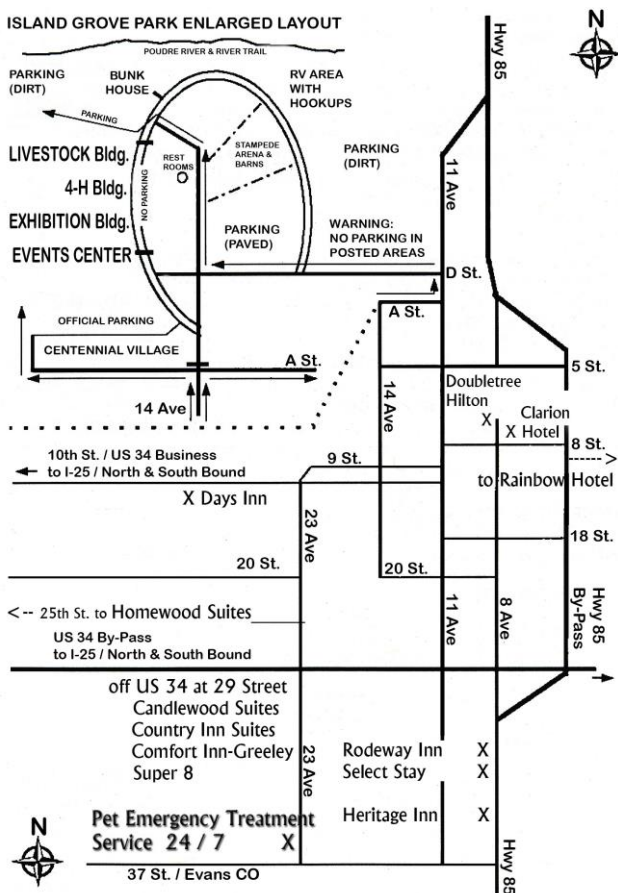 ISLAND GROVE PARK ENLARGED LAYOUT
N
Hwy 85
POUDRE RIVER & RIVER TRAIL
PARKING
(DIRT)
BUNK
HOUSE
RV AREA
WITH
HOOKUPS
PARKING
LIVESTOCK Bldg.
4-H Bldg.
EXHIBITION Bldg.
EVENTS CENTER
NO PARKING
REST
ROOMS
STAMPEDE
ARENA &
BARNS
PARKING
(DIRT)
11 Ave
PARKING
(PAVED)
WARNING:
NO PARKING IN
POSTED AREAS
D St.
OFFICIAL PARKING
CENTENNIAL VILLAGE
A St.
14 Ave
A St.
14 Ave
5 St.
Doubletree
Hilton
X
Clarion
X Hotel
8 St.
- - - - >
to Rainbow Hotel
10th St. / US 34 Business
to I-25 / North & South Bound
9 St.
X Days Inn
23 Ave
18 St.
20 St.
20 St.
11 Ave
8 Ave
Hwy 85
By-Pass
< -- 25th St. to Homewood Suites
US 34 By-Pass
to I-25 / North & South Bound
off US 34 at 29 Street
Candlewood Suites
Country Inn Suites
Comfort Inn-Greeley
Super 8
23 Ave
Rodeway Inn X
Select Stay X
Heritage Inn X
Pet Emergency Treatment
Service 24 / 7 X
N
37 St. / Evans CO
Hwy 85